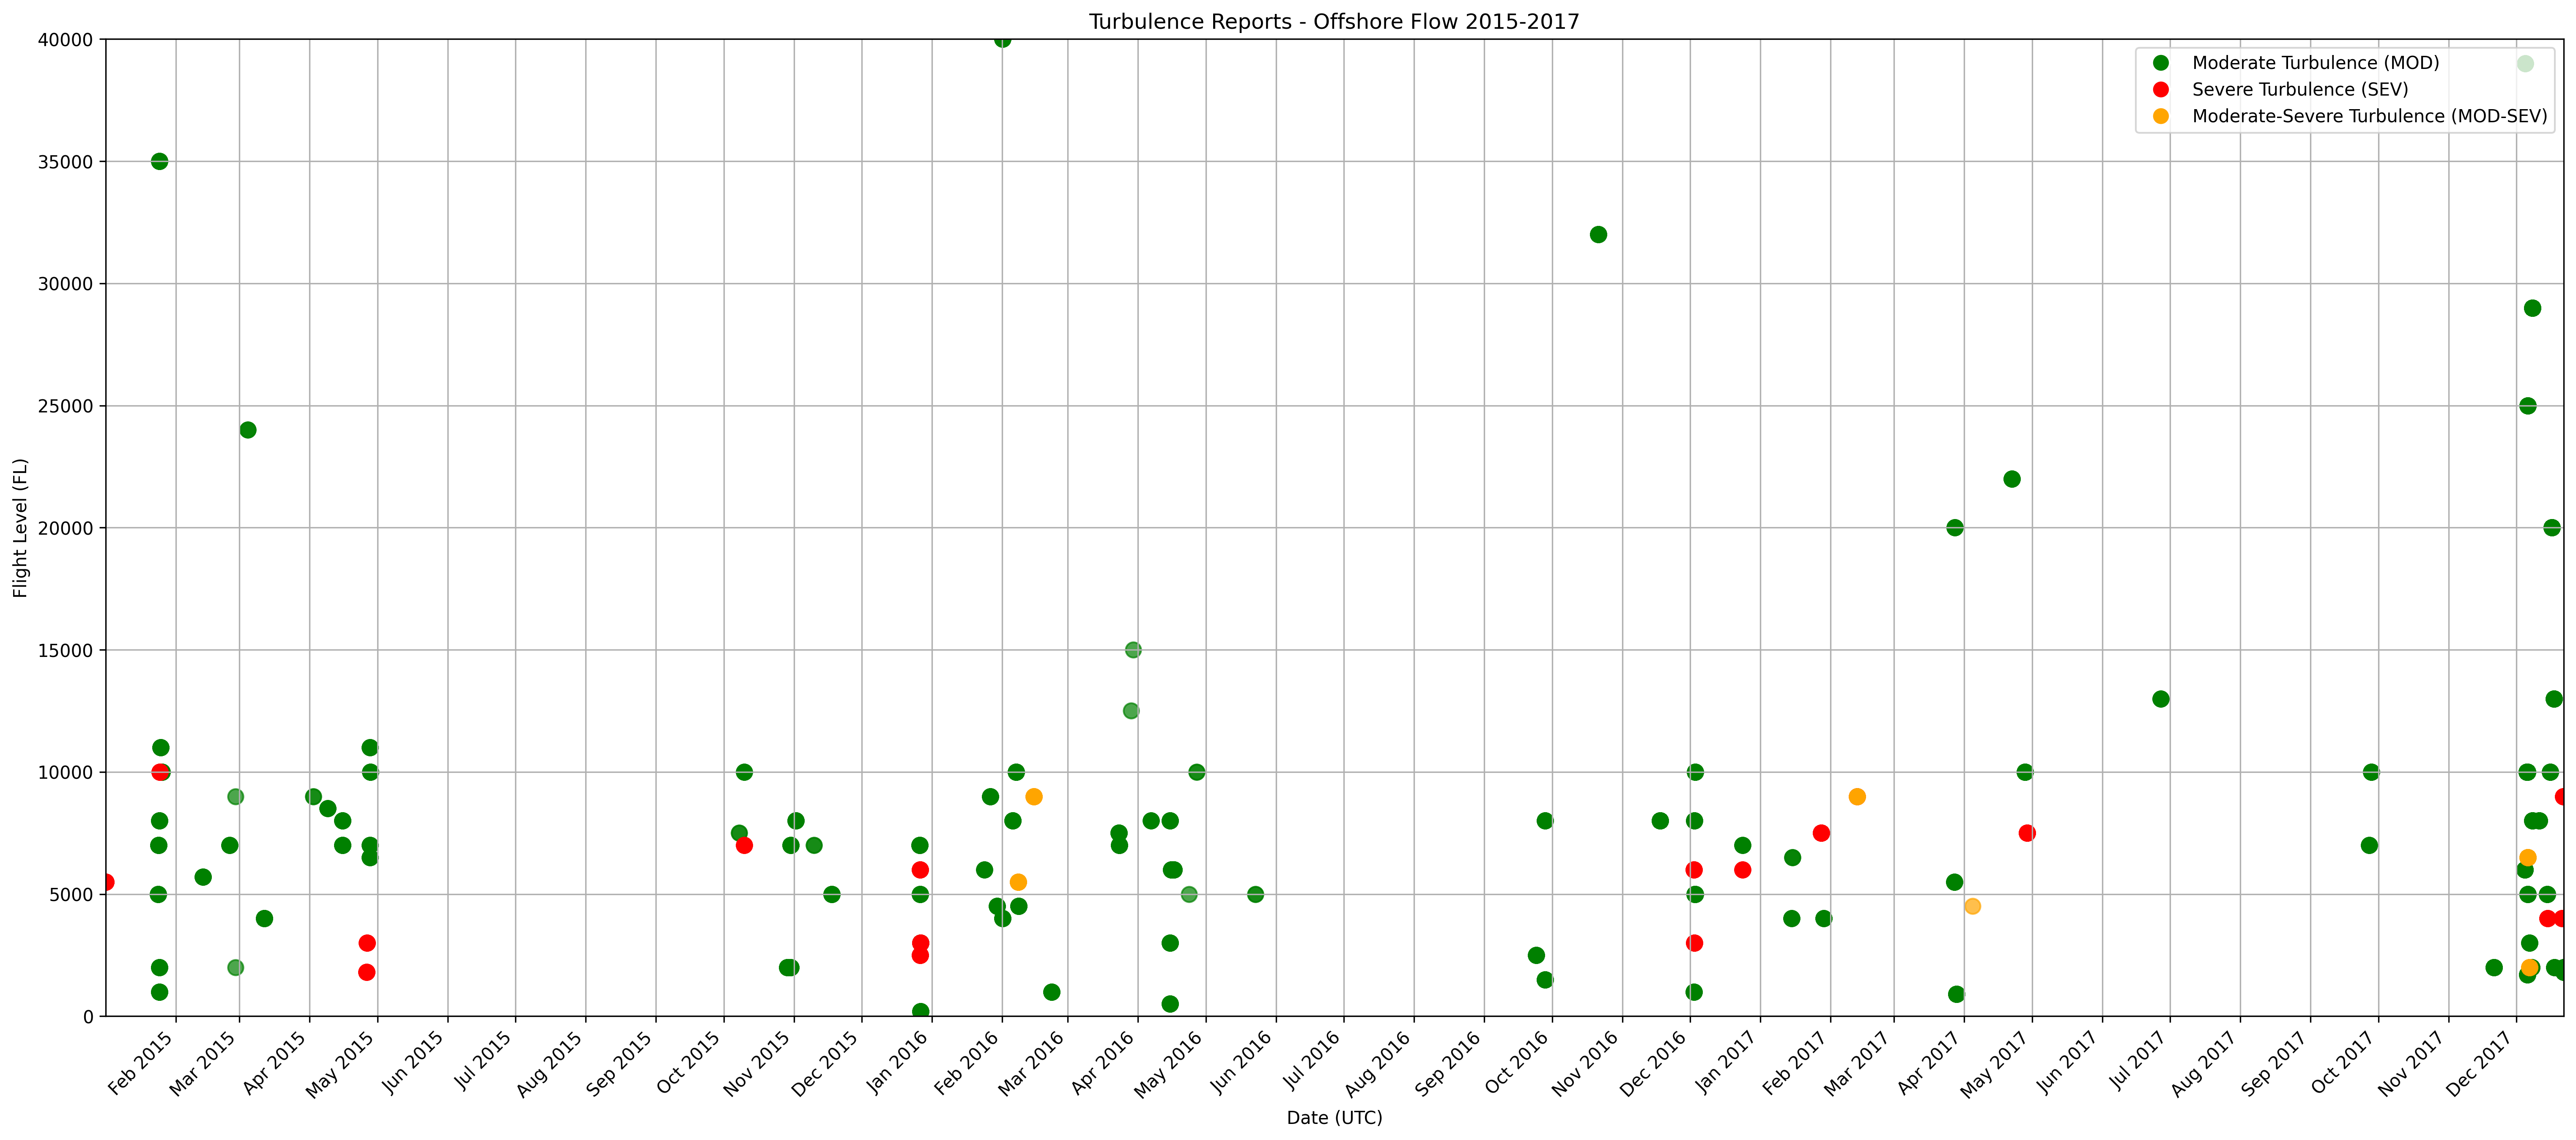 Turbulence Reports - Offshore Flow 2015-2017
Moderate Turbulence (MOD)
Severe Turbulence (SEV)
Moderate-Severe Turbulence (MOD-SEV)
Flight Level (FL)
40000
35000
30000
25000
20000
15000
10000
5000
0
Feb 2015
Mar 2015
Apr 2015
May 2015
Jun 2015
Jul 2015
Aug 2015
Sep 2015
Oct 2015
Nov 2015
Dec 2015
Jan 2016
Feb 2016
Mar 2016
Apr 2016
May 2016
Jun 2016
Jul 2016
Aug 2016
Sep 2016
Oct 2016
Nov 2016
Dec 2016
Jan 2017
Feb 2017
Mar 2017
Apr 2017
May 2017
Jun 2017
Jul 2017
Aug 2017
Sep 2017
Oct 2017
Nov 2017
Dec 2017
Date (UTC)